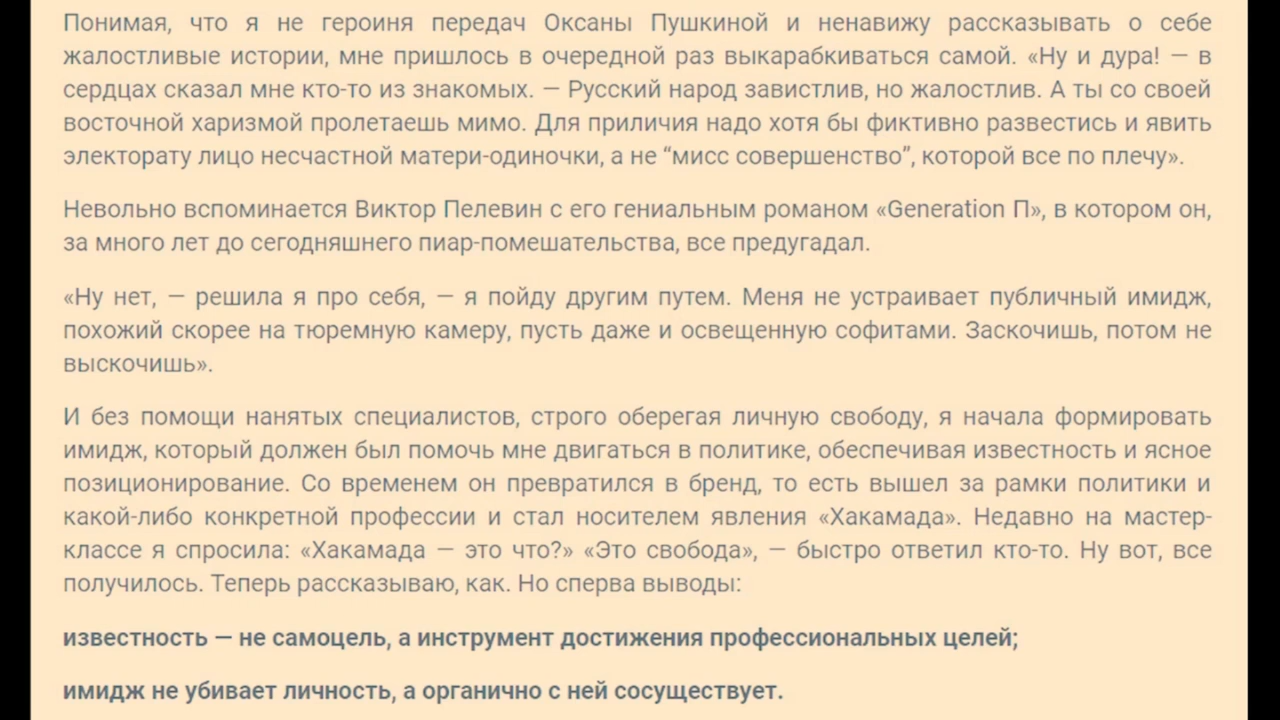 Понимая, что я не героиня передач Оксаны Пушкиной и ненавижу рассказывать о себе
жалостливые истории, мне пришлось в очередной раз выкарабкиваться самой. «Ну и дура! — в
сердцах сказал мне кто-то из знакомых. — Русский народ завистлив, но жалостлив. А ты со своей
восточной харизмой пролетаешь мимо. Для приличия надо хотя бы фиктивно развестись и явить
электорату лицо несчастной матери-одиночки, а не “мисс совершенство”, которой все по плечу».
Невольно вспоминается Виктор Пелевин с его гениальным романом «Generation П», в котором он,
за много лет до сегодняшнего пиар-помешательства, все предугадал.
«Ну нет, — решила я про себя, — я пойду другим путем. Меня не устраивает публичный имидж,
похожий скорее на тюремную камеру, пусть даже и освещенную софитами. Заскочишь, потом не
выскочишь».
И без помощи нанятых специалистов, строго оберегая личную свободу, я начала формировать
имидж, который должен был помочь мне двигаться в политике, обеспечивая известность и ясное
позиционирование. Со временем он превратился в бренд, то есть вышел за рамки политики и
какой-либо конкретной профессии и стал носителем явления «Хакамада». Недавно на мастер-
классе я спросила: «Хакамада — это что?» «Это свобода», — быстро ответил кто-то. Ну вот, все
получилось. Теперь рассказываю, как. Но сперва выводы:
известность — не самоцель, а инструмент достижения профессиональных целей;
имидж не убивает личность, а органично с ней сосуществует.